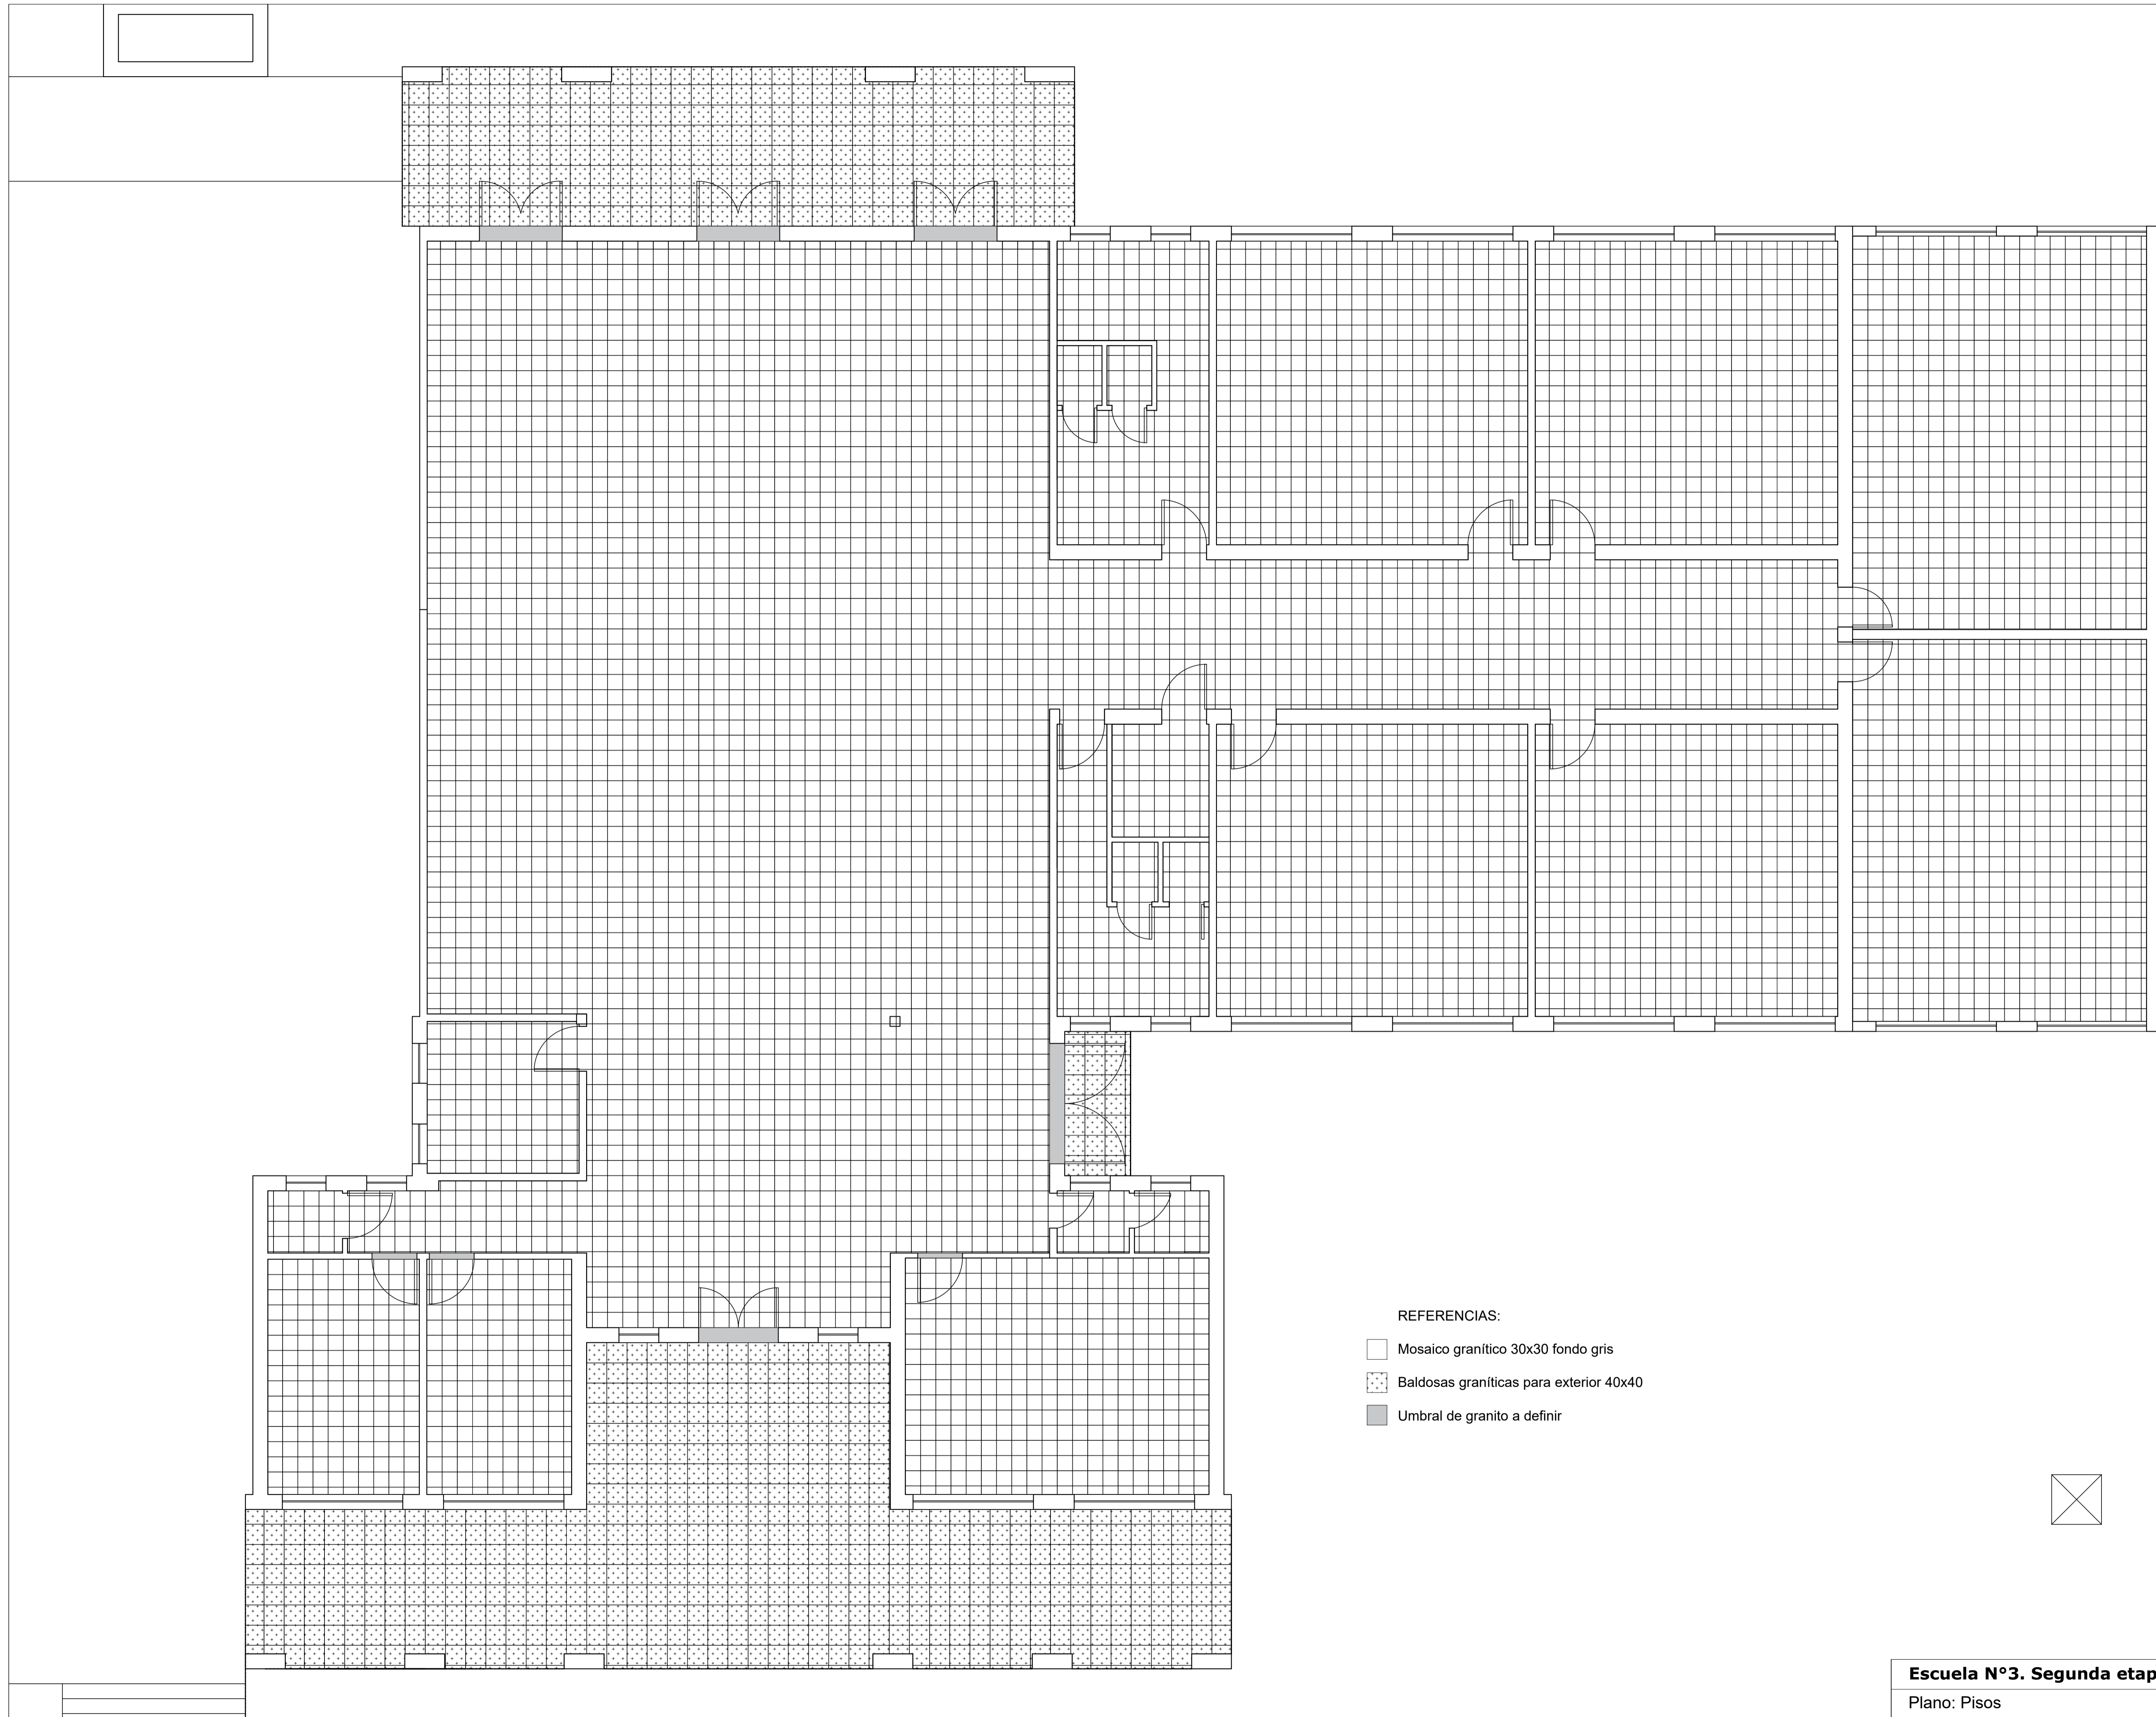 REFERENCIAS:
Mosaico granítico 30x30 fondo gris
Baldosas graníticas para exterior 40x40
Umbral de granito a definir
Escuela N°3. Segunda etap
Plano: Pisos